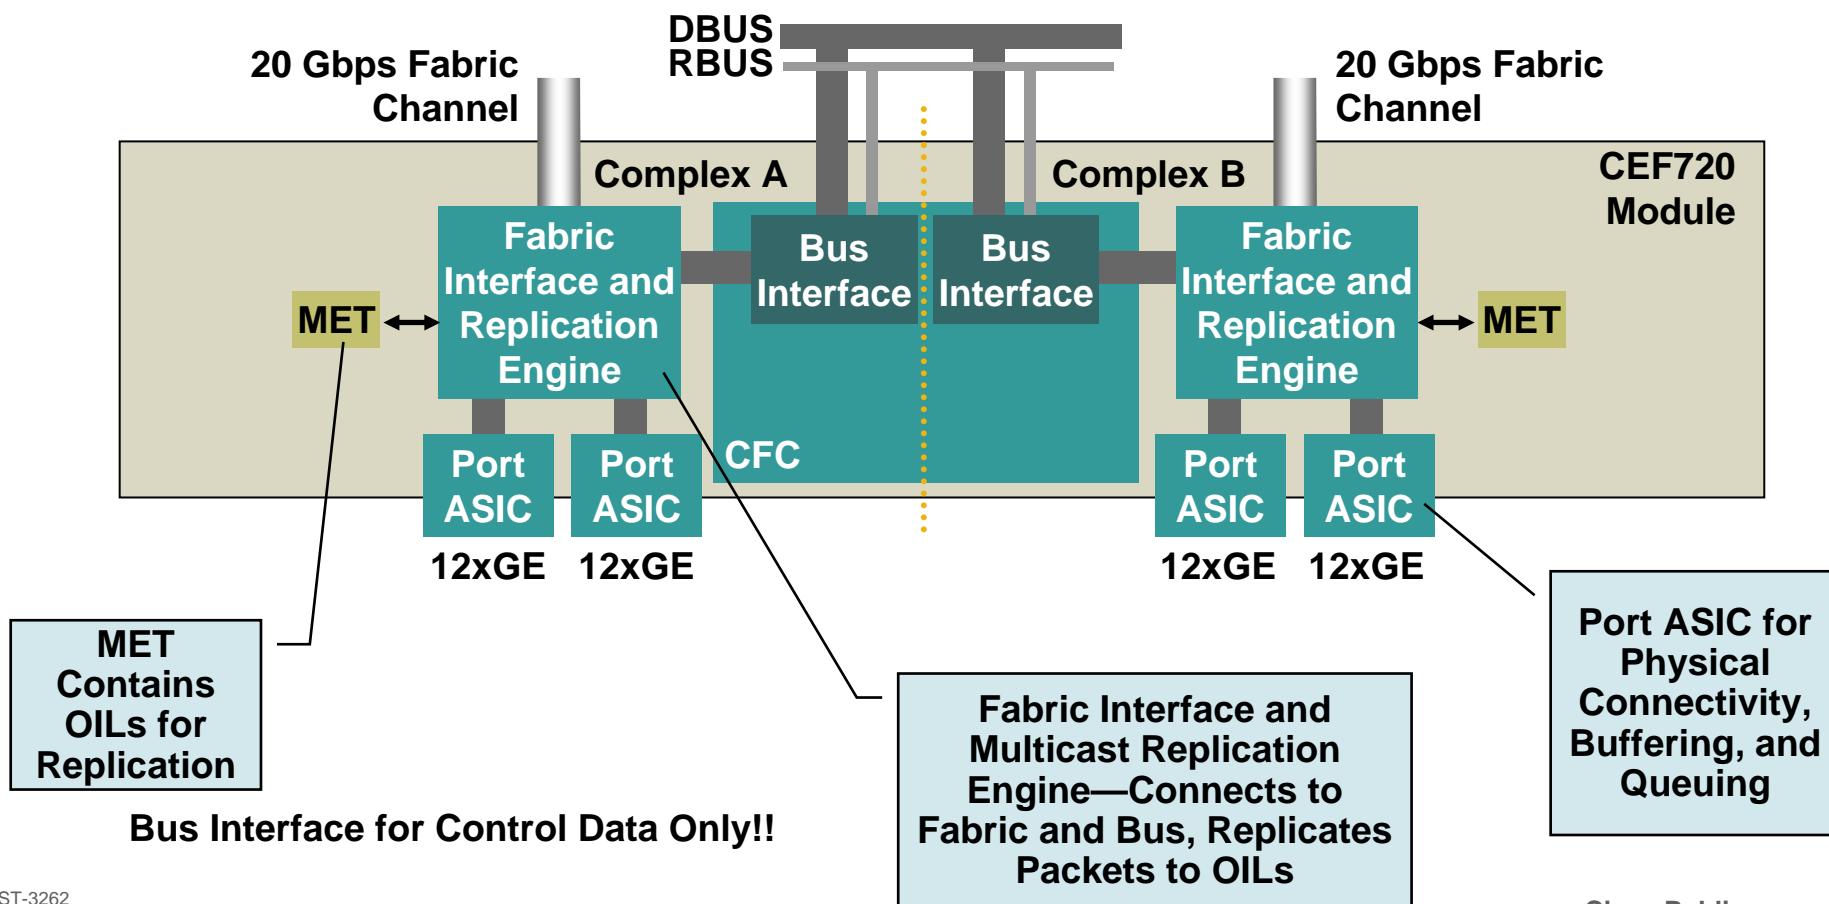 DBUS
RBUS
20 Gbps Fabric
Channel
20 Gbps Fabric
Channel
Complex A
Complex B
CEF720
Module
Fabric
Interface and
Replication
Engine
Bus
Interface
Bus
Interface
Fabric
Interface and
Replication
Engine
MET
MET
CFC
Port
ASIC
Port
ASIC
Port
ASIC
Port
ASIC
12xGE
12xGE
12xGE
12xGE
MET
Contains
OILs for
Replication
Fabric Interface and
Multicast Replication
Engine—Connects to
Fabric and Bus, Replicates
Packets to OILs
Port ASIC for
Physical
Connectivity,
Buffering, and
Queuing
Bus Interface for Control Data Only!!
ST-3262